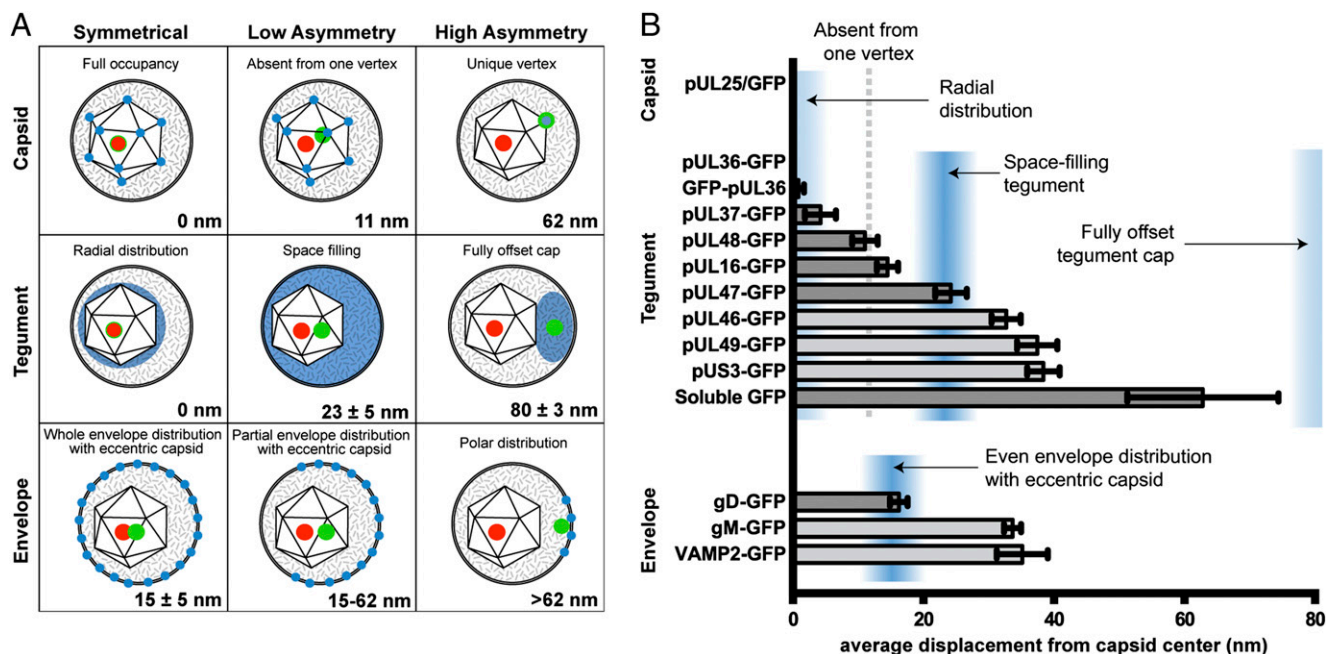 A
Symmetrical
Low Asymmetry
High Asymmetry
Capsid
Full occupancy
0 nm
Absent from one vertex
11 nm
Unique vertex
62 nm
Tegument
Radial distribution
0 nm
Space filling
23 ± 5 nm
Fully offset cap
80 ± 3 nm
Envelope
Whole envelope distribution
with eccentric capsid
15 ± 5 nm
Partial envelope distribution
with eccentric capsid
15-62 nm
Polar distribution
>62 nm
B
Absent from
one vertex
Capsid
pUL25/GFP
Radial
distribution
Tegument
pUL36-GFP
GFP-pUL36
pUL37-GFP
pUL48-GFP
pUL16-GFP
pUL47-GFP
pUL46-GFP
pUL49-GFP
pUS3-GFP
Soluble GFP
Space-filling
tegument
Fully offset
tegument cap
Envelope
gD-GFP
gM-GFP
VAMP2-GFP
Even envelope distribution
with eccentric capsid
0
20
40
60
80
average displacement from capsid center (nm)